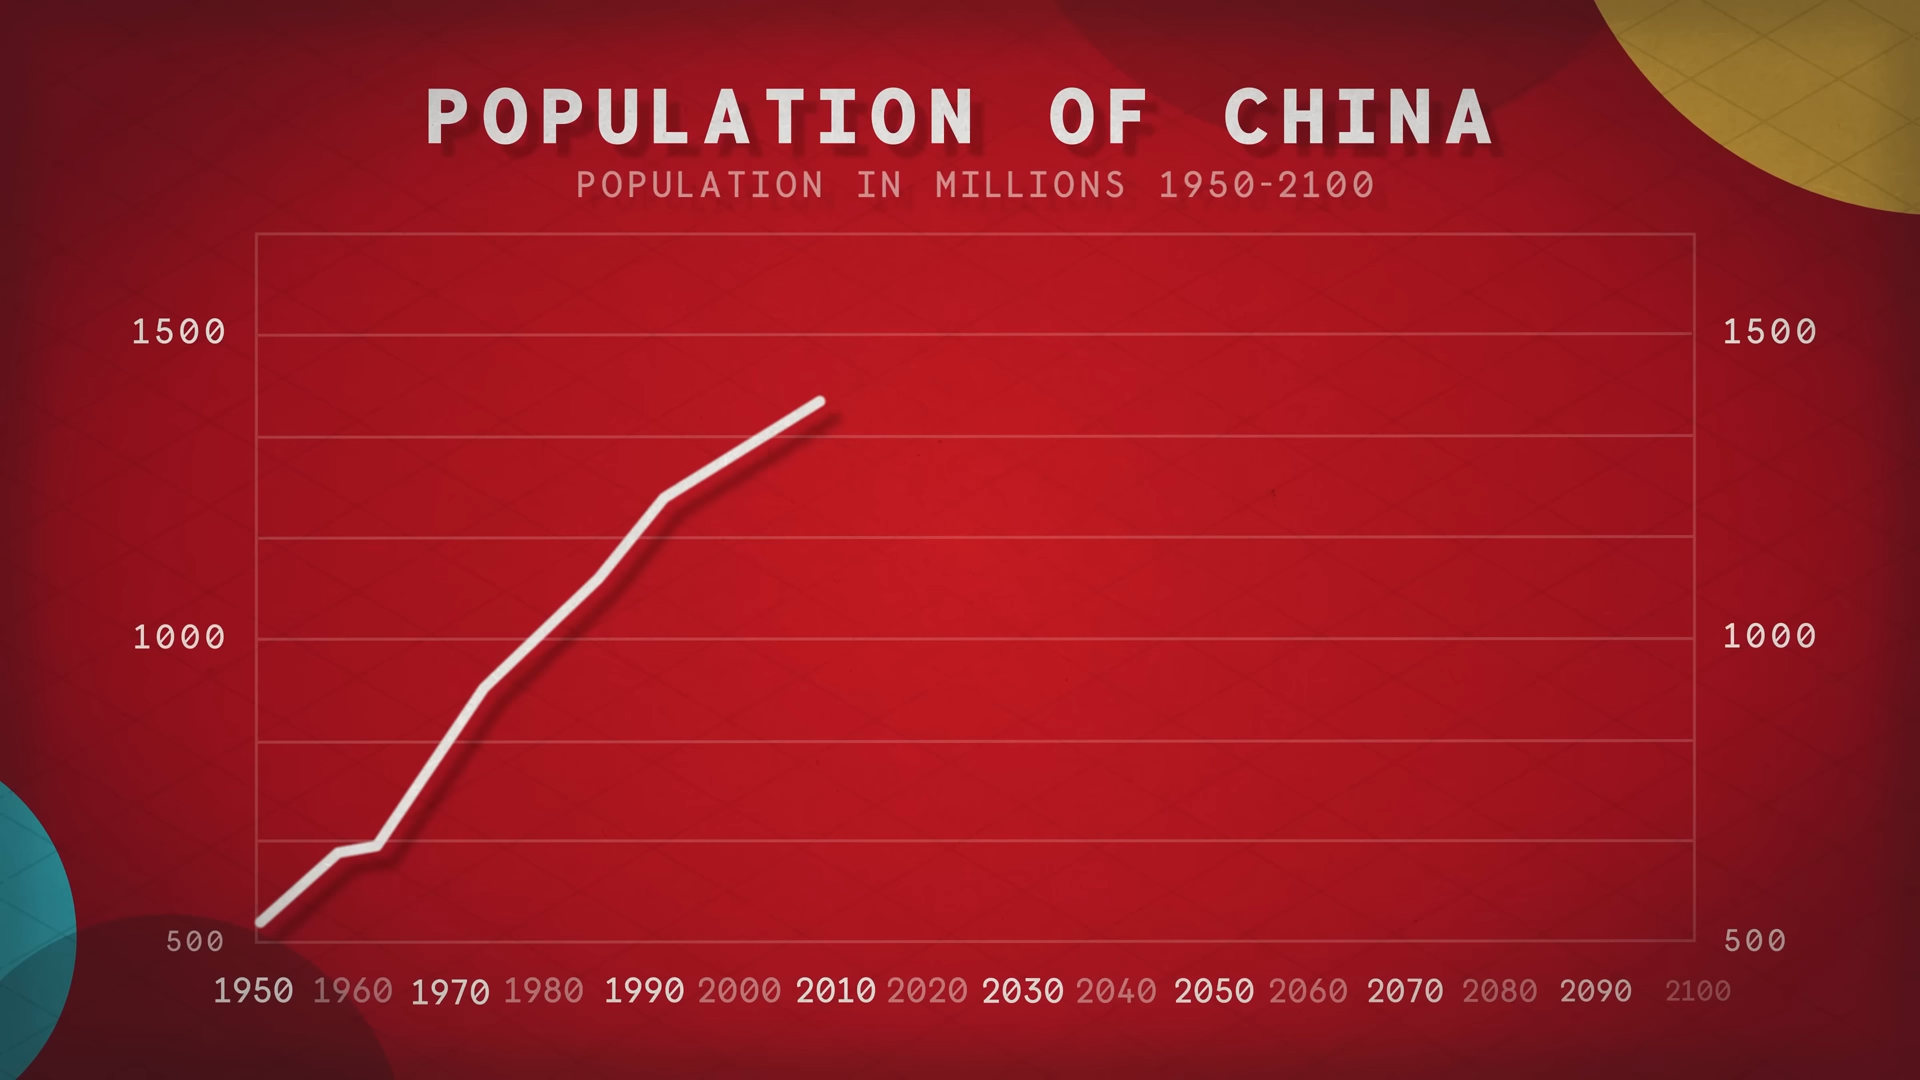 POPULATION OF CHINA
POPULATION IN MILLIONS 1950-2100
1500 1500
1000 1000
500 500
1950 1960 1970 1980 1990 2000 2010 2020 2030 2040 2050 2060 2070 2080 2090 2100